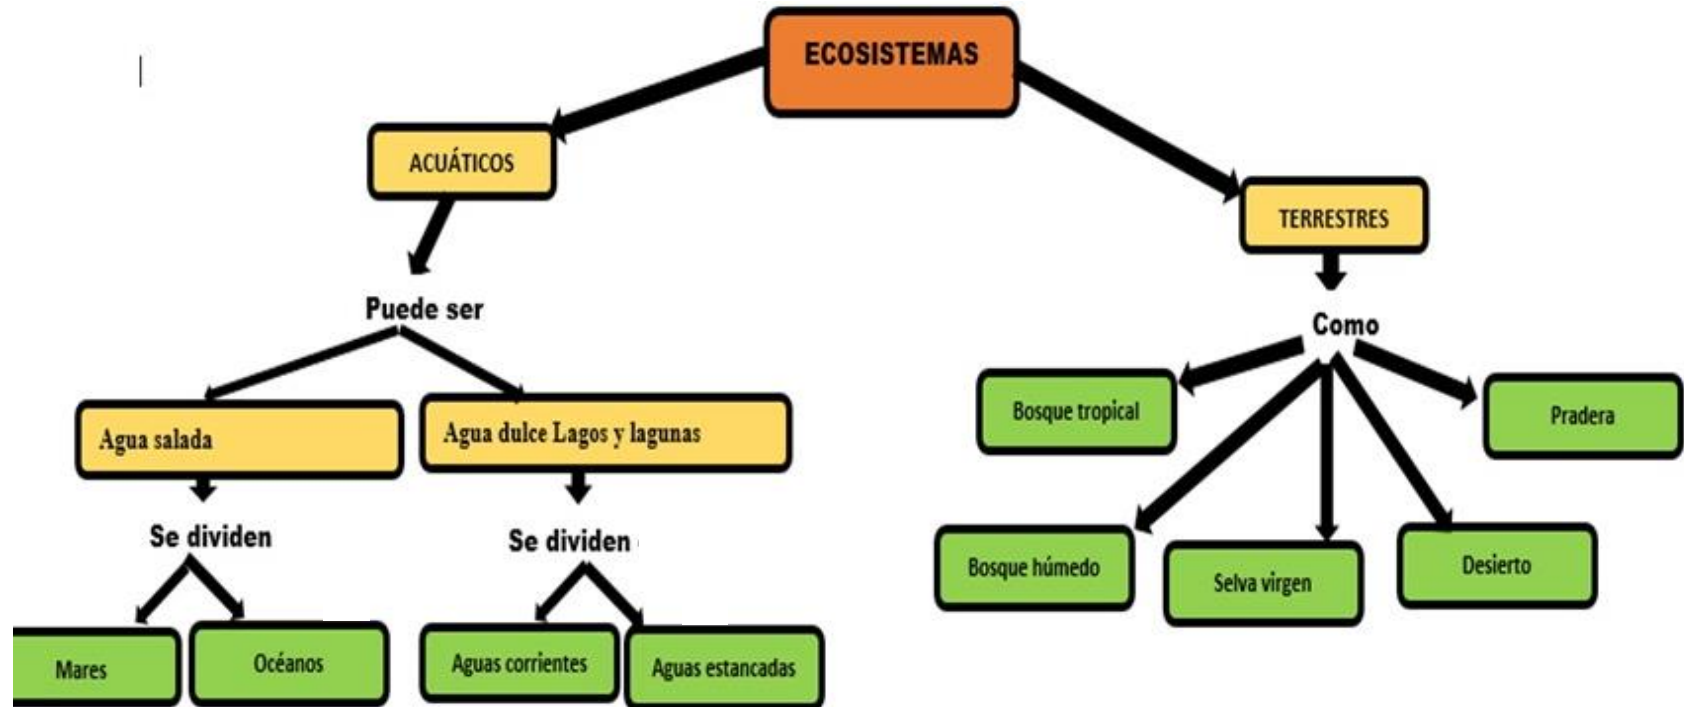 ECOSISTEMAS
ACUÁTICOS
TERRESTRES
Puede ser
Como
Agua salada
Agua dulce Lagos y lagunas
Bosque tropical
Pradera
Se dividen
Se dividen
Bosque húmedo
Selva virgen
Desierto
Mares
Océanos
Aguas corrientes
Aguas estancadas